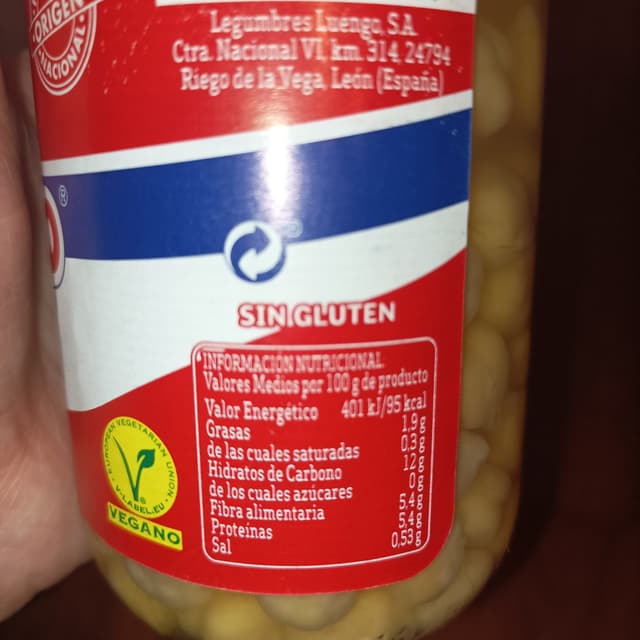 ORIGEN
NACIONAL
Legumbres Luengo, S.A.
Ctra. Nacional VI, km. 314, 24794
Riego de la Vega, León (España)
®
SIN GLUTEN
INFORMACIÓN NUTRICIONAL
Valores Medios por 100 g de producto
Valor Energético 401 kJ/95 kcal
Grasas 1,9 g
de las cuales saturadas 0,3 g
Hidratos de Carbono 12 g
de los cuales azúcares 0 g
Fibra alimentaria 5,4 g
Proteínas 5,4 g
Sal 0,53 g
EUROPEAN VEGETARIAN UNION
V-LABEL.EU
VEGANO